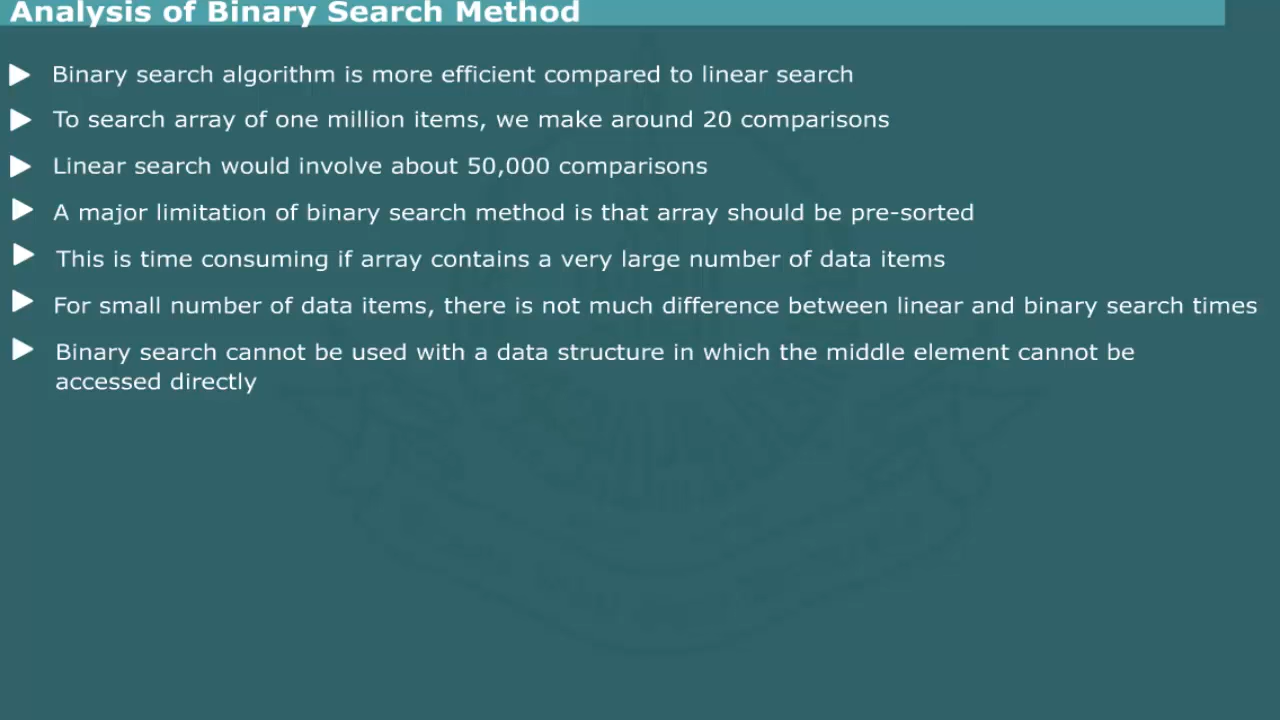 Analysis of Binary Search Method
Binary search algorithm is more efficient compared to linear search
To search array of one million items, we make around 20 comparisons
Linear search would involve about 50,000 comparisons
A major limitation of binary search method is that array should be pre-sorted
This is time consuming if array contains a very large number of data items
For small number of data items, there is not much difference between linear and binary search times
Binary search cannot be used with a data structure in which the middle element cannot be
accessed directly